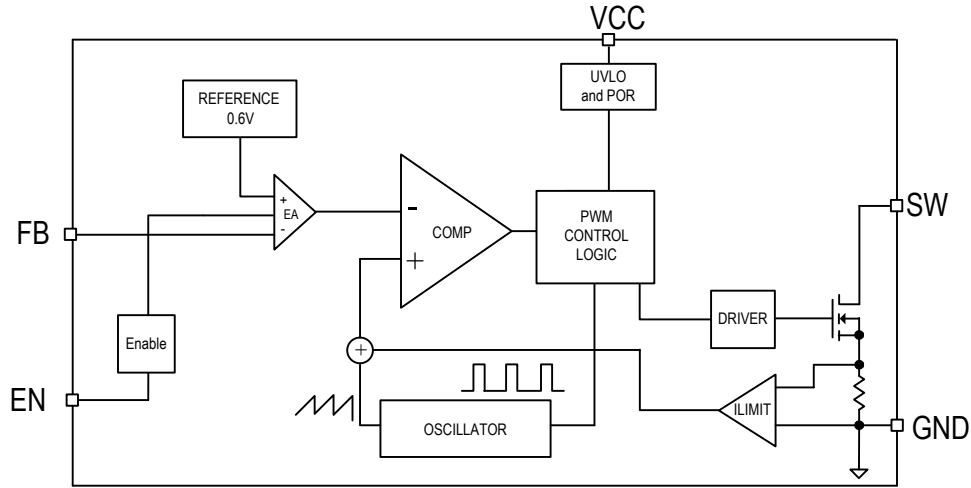 VCC
UVLO
and POR
REFERENCE
0.6V
+
EA
-
-
COMP
+
PWM
CONTROL
LOGIC
SW
FB
Enable
DRIVER
+
EN
OSCILLATOR
ILIMIT
GND